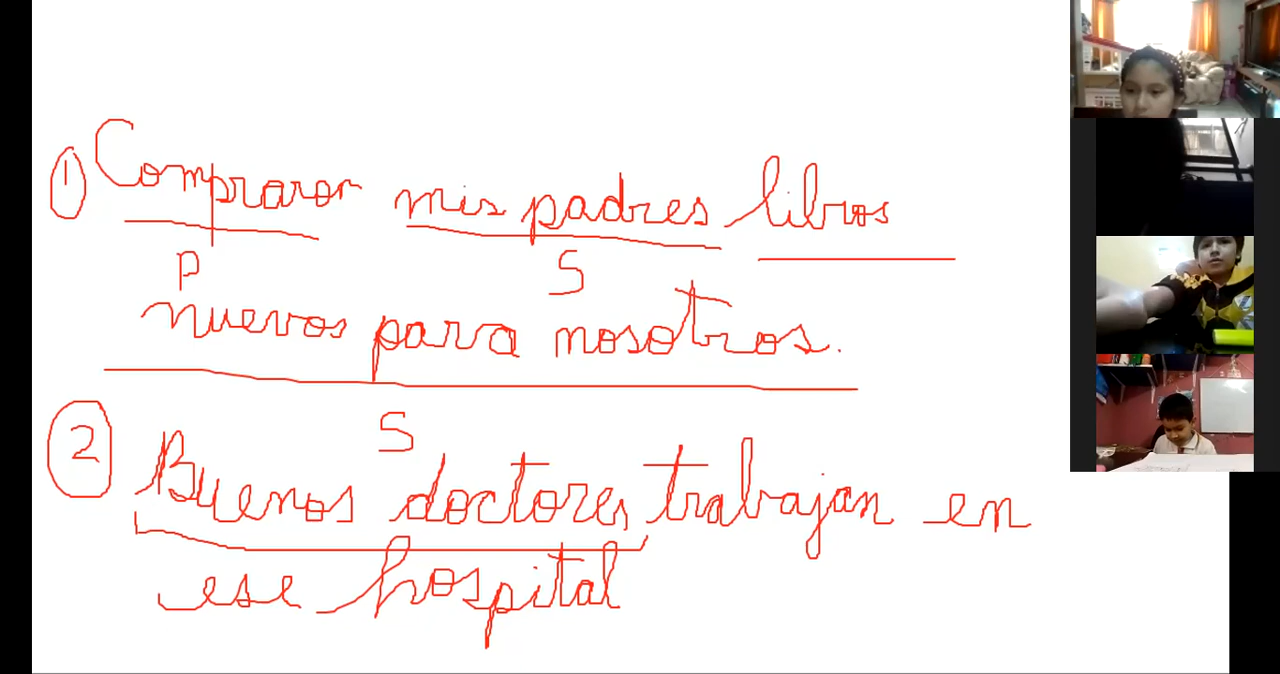 ① Compraron mis padres libros
P S
nuevos para nosotros.
S
② Buenos doctores trabajan en
ese hospital